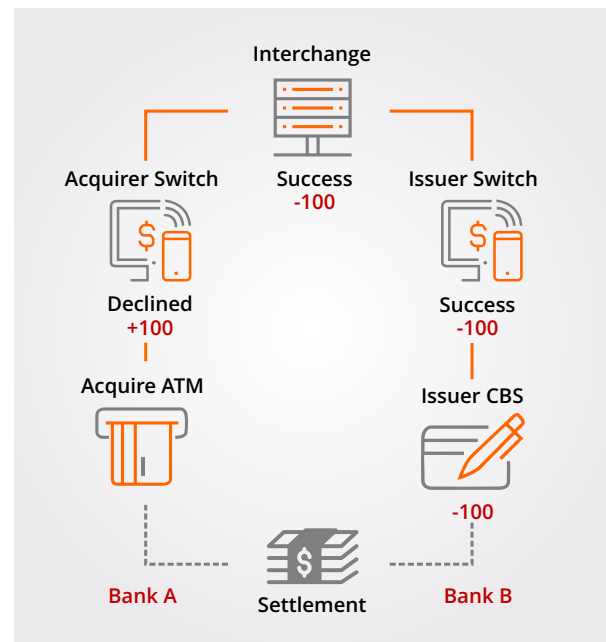 Interchange
Acquirer Switch
Success
-100
Issuer Switch
$
$
Declined
+100
Success
-100
Acquire ATM
Issuer CBS
-100
$
Bank A
Settlement
Bank B